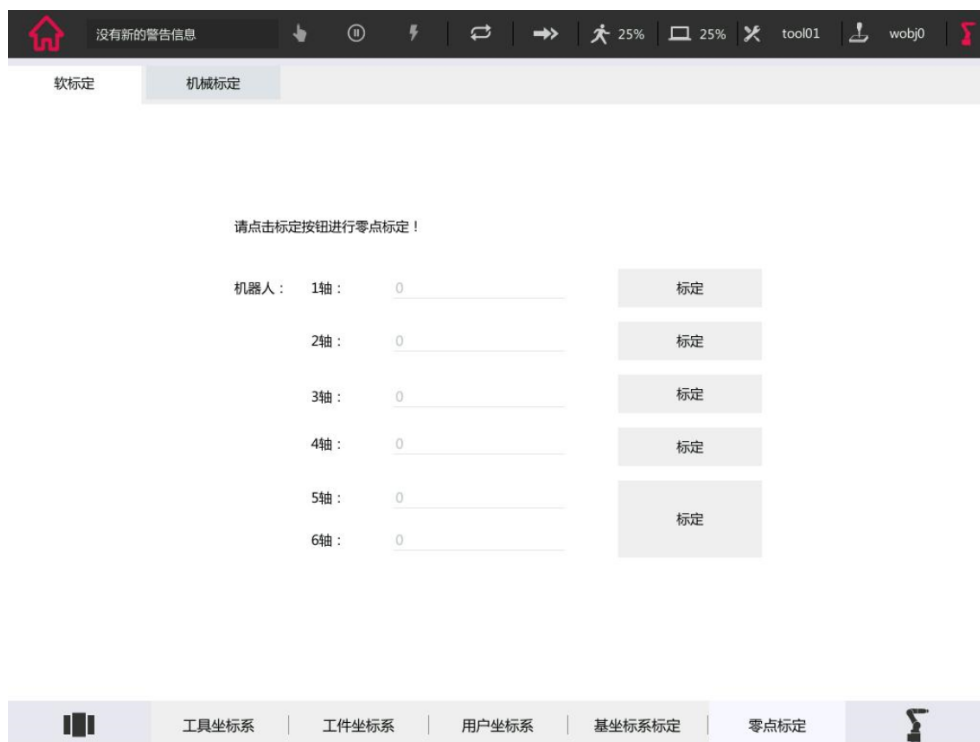 没有新的警告信息 25% 25% tool01 wobj0
软标定 机械标定
请点击标定按钮进行零点标定！
机器人： 1轴： 0 标定
2轴： 0 标定
3轴： 0 标定
4轴： 0 标定
5轴： 0
标定
6轴： 0
工具坐标系 工件坐标系 用户坐标系 基坐标系标定 零点标定